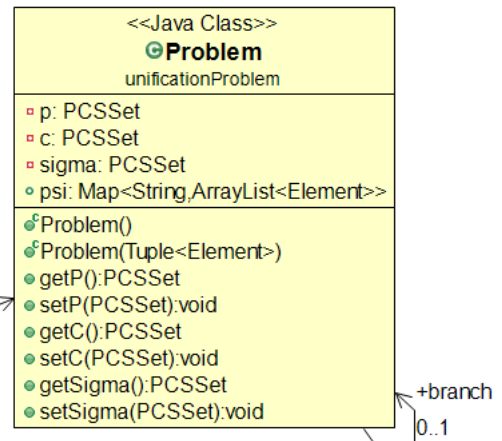 <<Java Class>>
Problem
unificationProblem
p: PCSSet
c: PCSSet
sigma: PCSSet
psi: Map<String,ArrayList<Element>>
Problem()
Problem(Tuple<Element>)
getP():PCSSet
setP(PCSSet):void
getC():PCSSet
setC(PCSSet):void
getSigma():PCSSet
setSigma(PCSSet):void
+branch
0..1